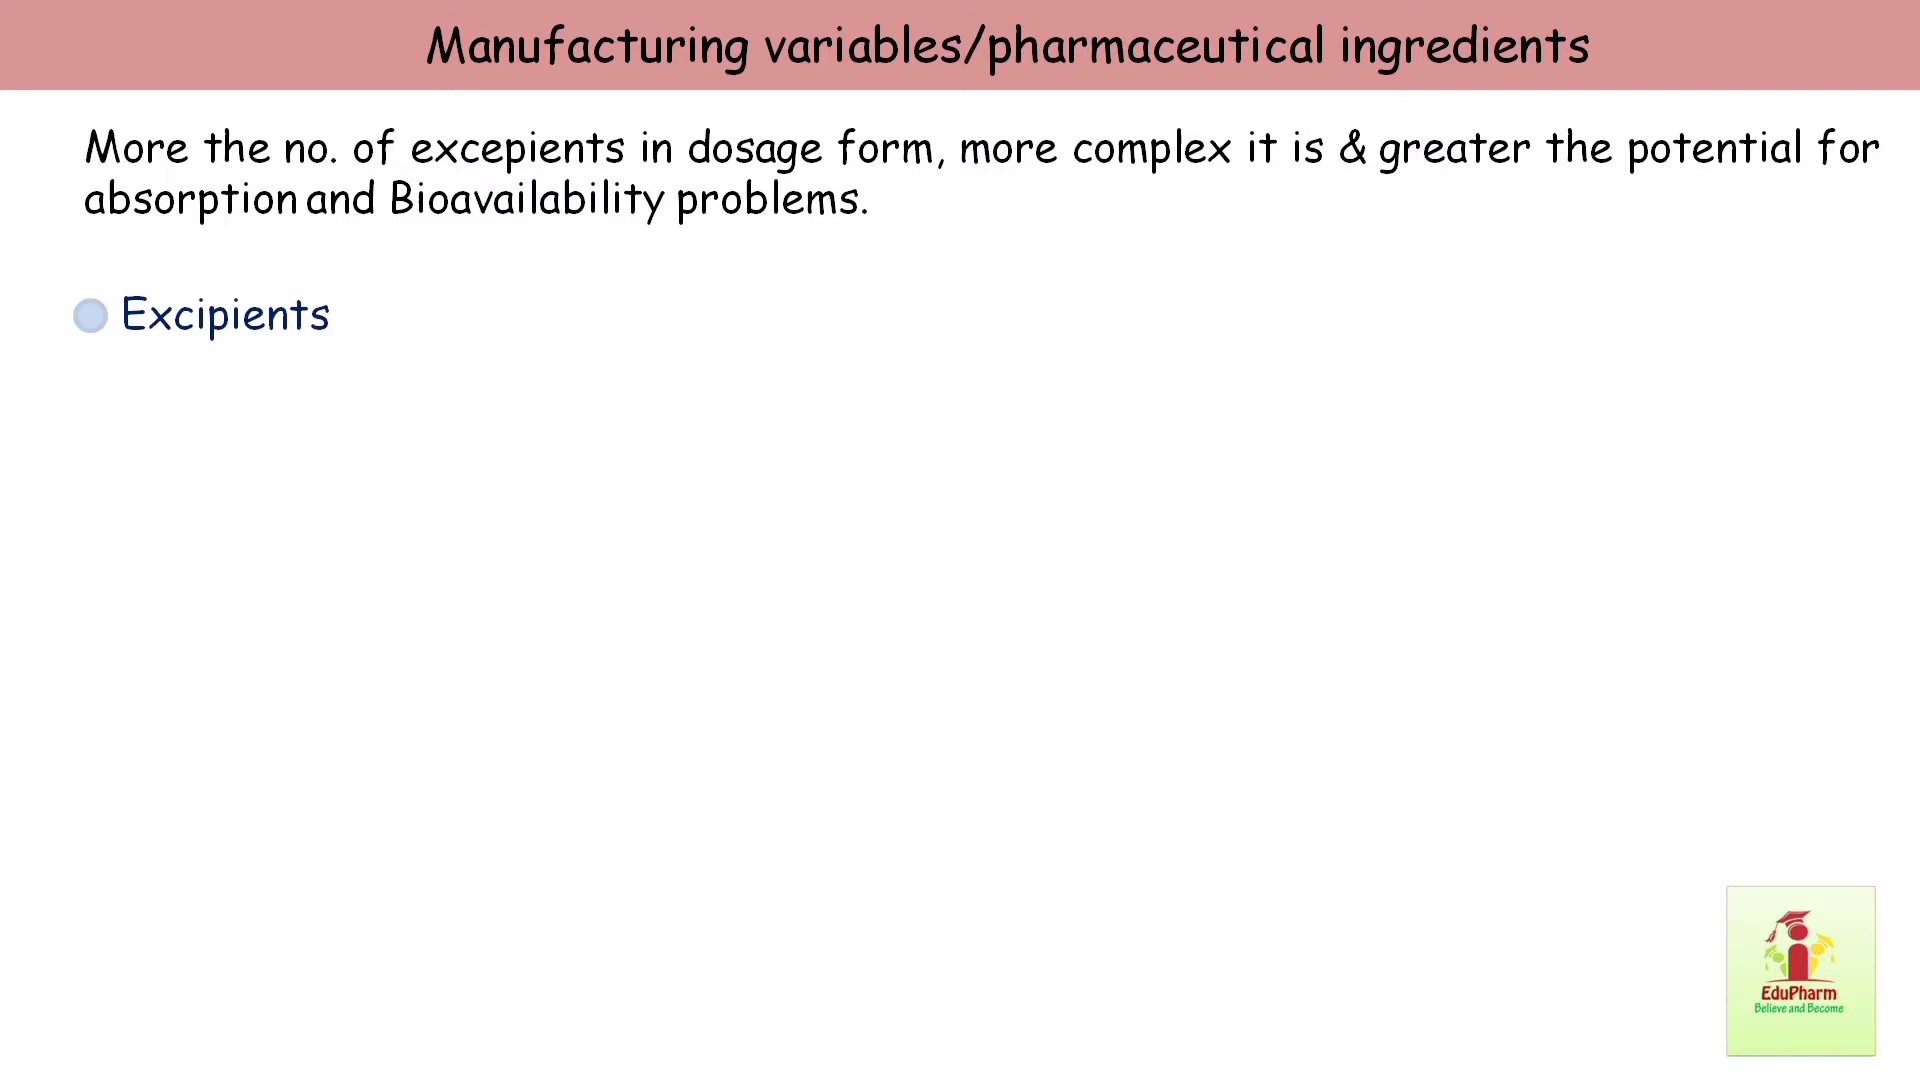 Manufacturing variables/pharmaceutical ingredients
More the no. of excepients in dosage form, more complex it is & greater the potential for
absorption and Bioavailability problems.
Excipients
EduPharm
Believe and Become